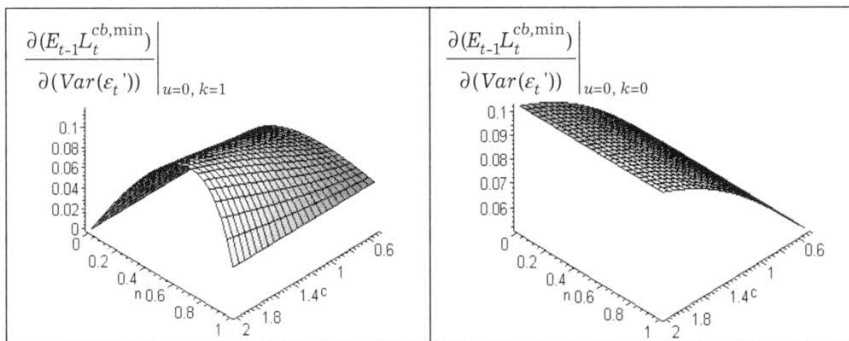 ∂(E_{t-1}L_t^{cb,min})
∂(Var(ε_t'))
u=0, k=1
0.1
0.08
0.06
0.04
0.02
0
0
0.2
0.4
n 0.6
0.8
1
2
1.8
1.4 c
1
0.6
∂(E_{t-1}L_t^{cb,min})
∂(Var(ε_t'))
u=0, k=0
0.1
0.09
0.08
0.07
0.06
0
0.2
0.4
n 0.6
0.8
1
2
1.8
1.4 c
1
0.6